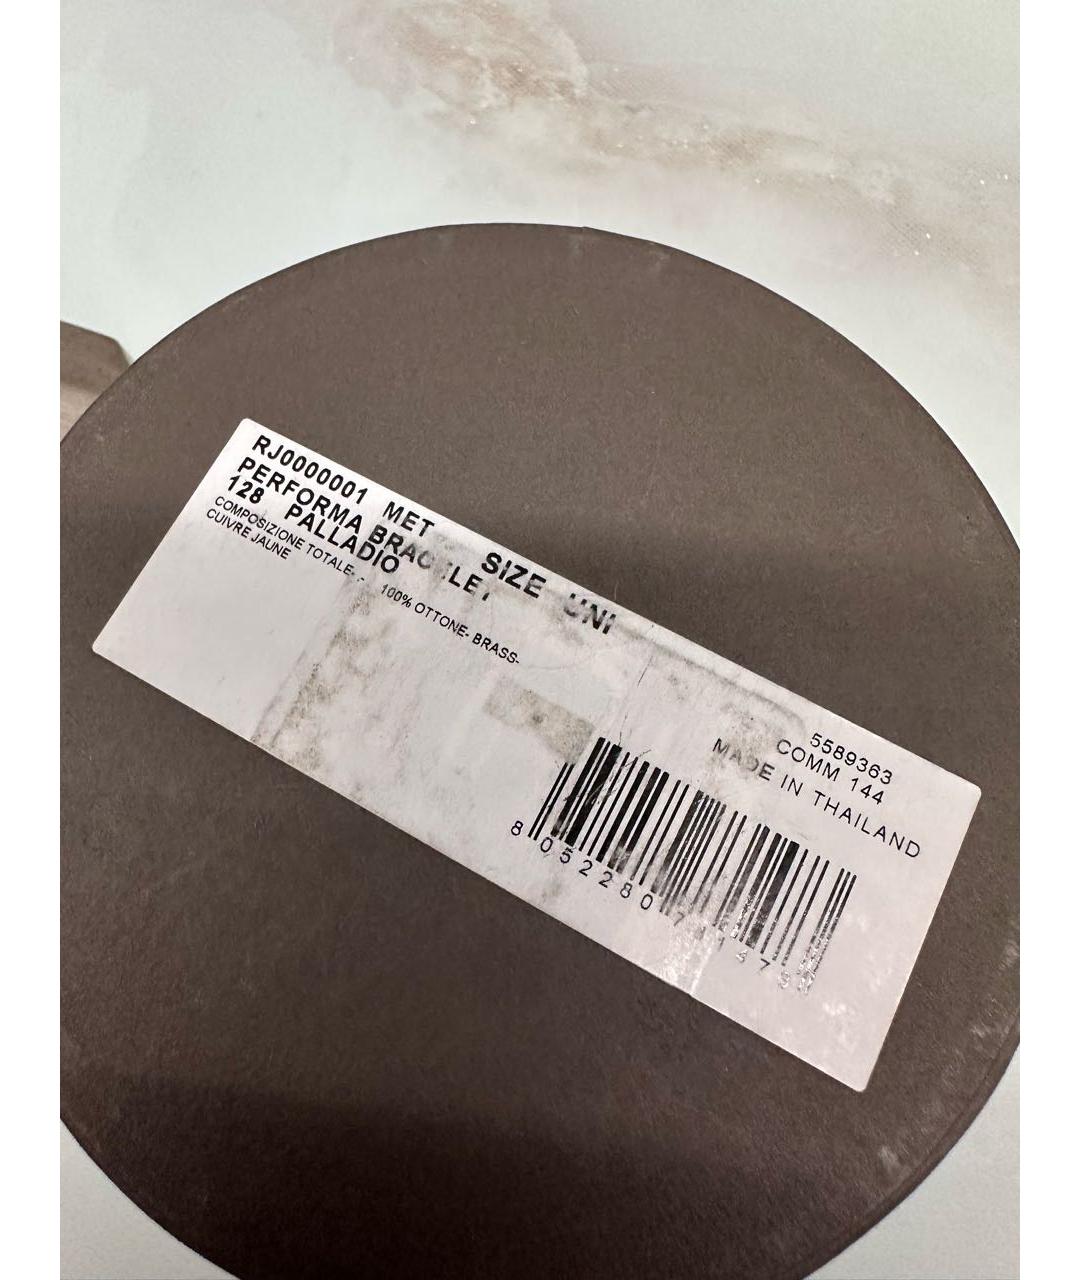 RJ0000001 MET SIZE UNI
PERFORMA BRACELET
128 PALLADIO
COMPOSIZIONE TOTALE- - 100% OTTONE- BRASS-
CUIVRE JAUNE
5589363
COMM 144
MADE IN THAILAND